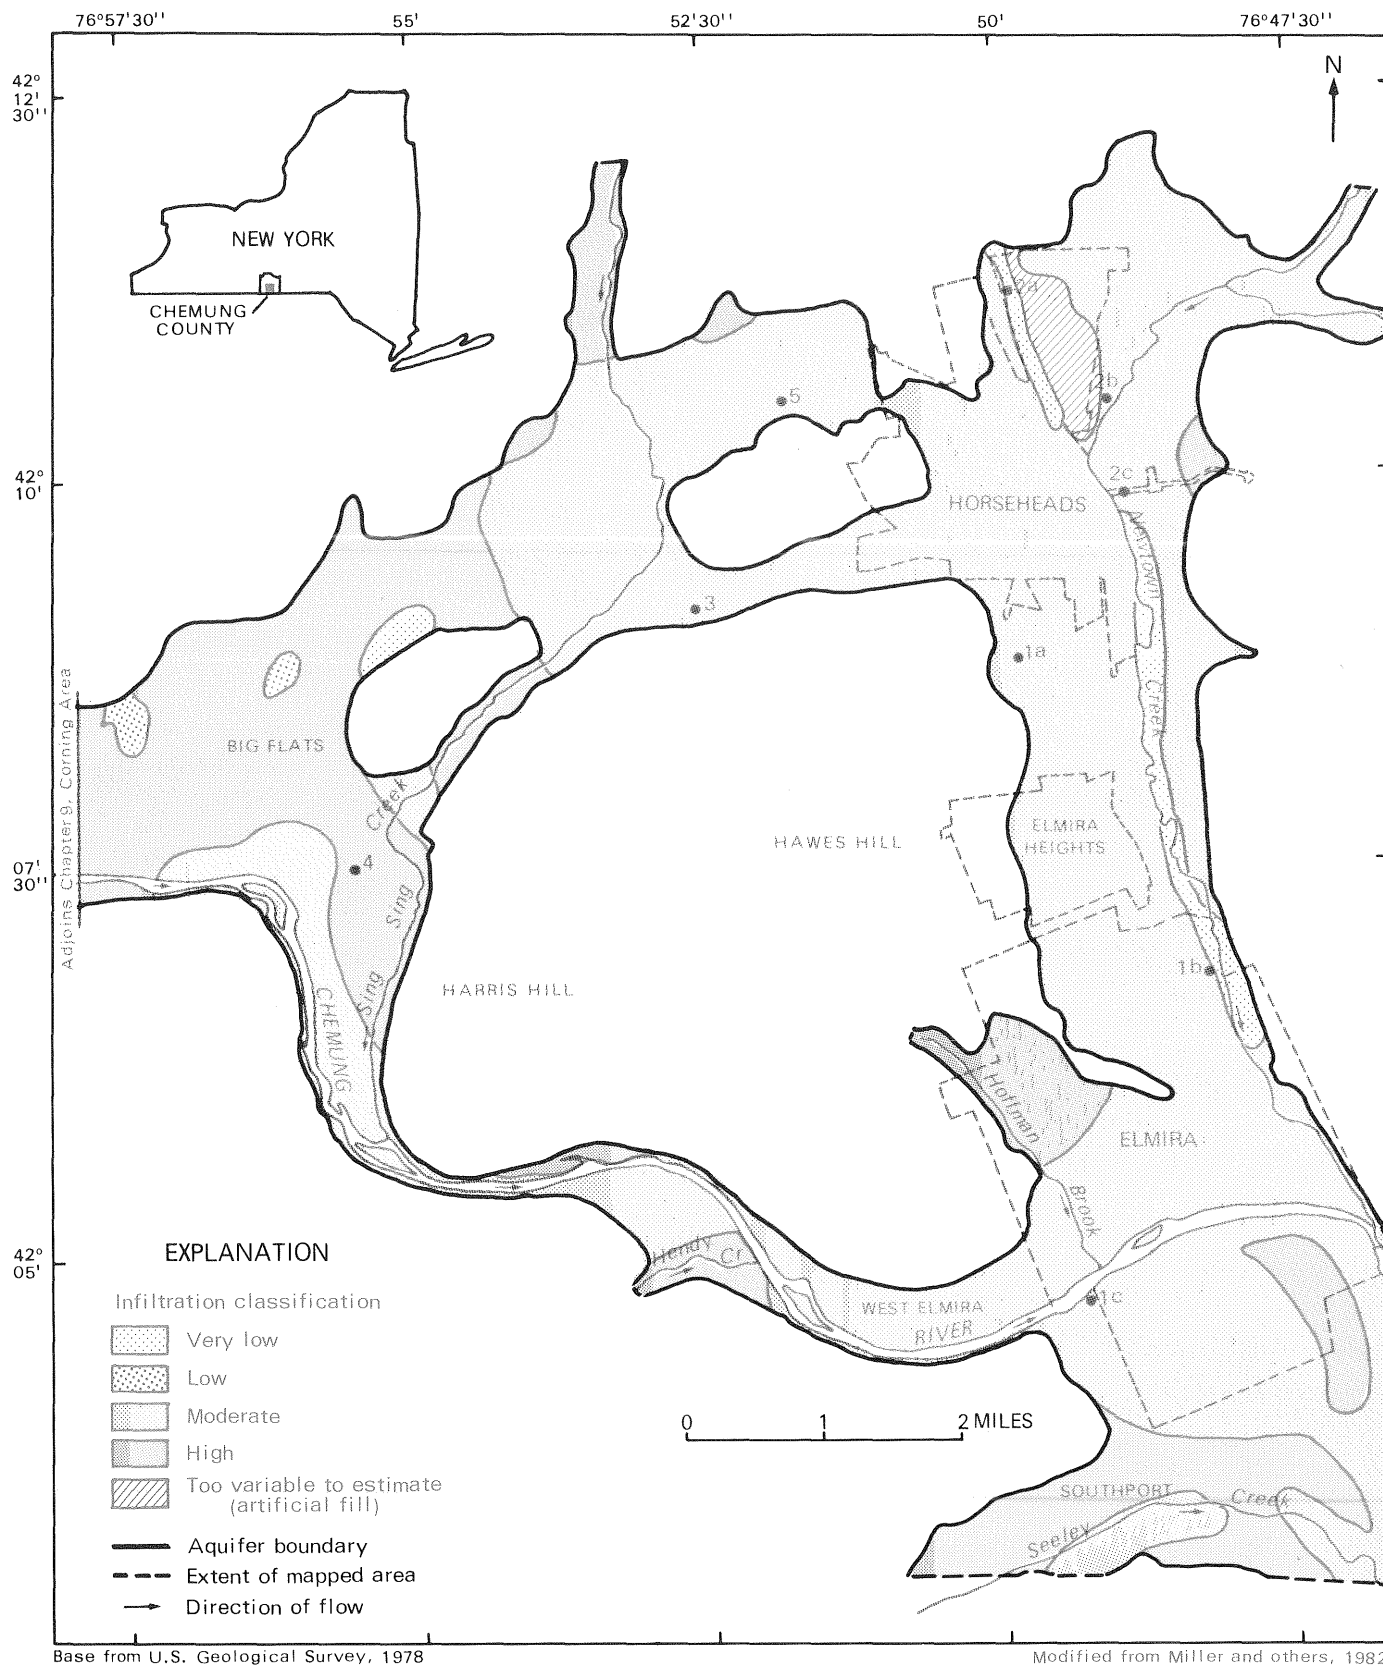 76°57'30"
55'
52'30"
50'
76°47'30"
42°
12'
30"
N
NEW YORK
CHEMUNG
COUNTY
5
2a
2b
2c
42°
10'
HORSEHEADS
Newtown
Creek
3
1a
Adjoins Chapter 9, Corning Area
BIG FLATS
Creek
Sing
Sing
HAWES HILL
ELMIRA
HEIGHTS
07'
30"
4
1b
HARRIS HILL
CHEMUNG
Hoffman
Brook
ELMIRA
42°
05'
Hendy
Cr
WEST ELMIRA
RIVER
1c
EXPLANATION
Infiltration classification
Very low
Low
Moderate
High
Too variable to estimate
(artificial fill)
Aquifer boundary
Extent of mapped area
Direction of flow
0 1 2 MILES
SOUTHPORT
Seeley
Creek
Base from U.S. Geological Survey, 1978
Modified from Miller and others, 1982